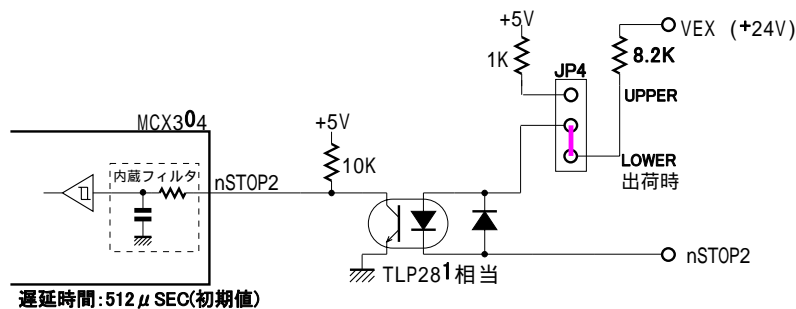 +5V
VEX (+24V)
1K
JP4
8.2K
UPPER
MCX304
+5V
内蔵フィルタ
nSTOP2
10K
LOWER
出荷時
nSTOP2
TLP281相当
遅延時間:512μSEC(初期値)